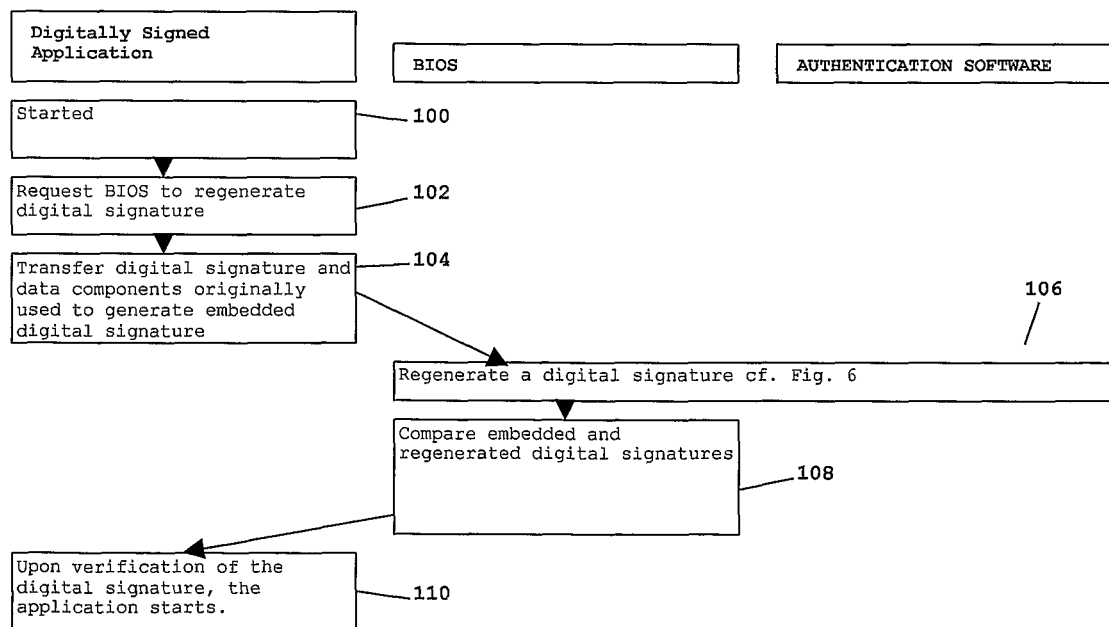 Digitally Signed
Application
BIOS
AUTHENTICATION SOFTWARE
Started
100
Request BIOS to regenerate
digital signature
102
Transfer digital signature and
data components originally
used to generate embedded
digital signature
104
106
Regenerate a digital signature cf. Fig. 6
Compare embedded and
regenerated digital signatures
108
Upon verification of the
digital signature, the
application starts.
110